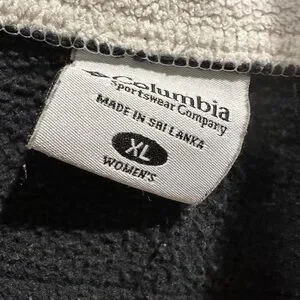 Columbia
Sportswear Company
MADE IN SRI LANKA
XL
WOMEN'S